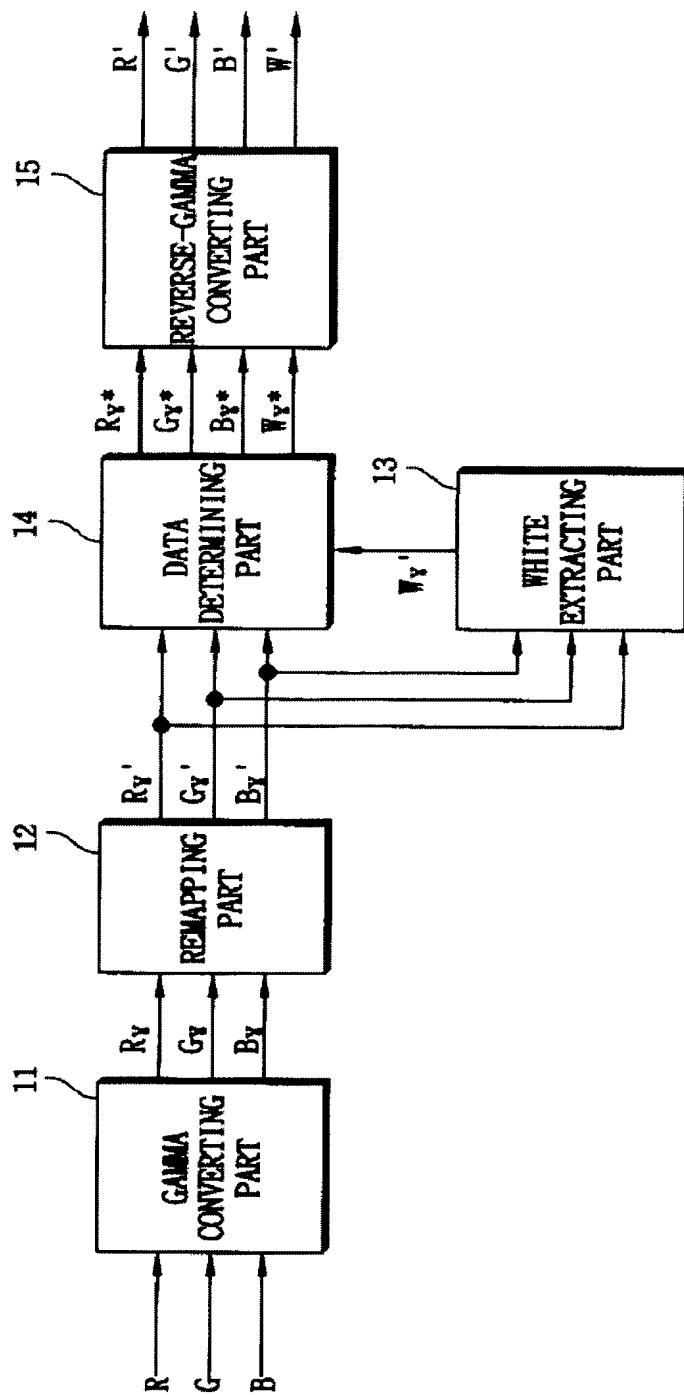 R
G
B
11
GAMMA
CONVERTING
PART
Rγ
Gγ
Bγ
12
REMAPPING
PART
Rγ'
Gγ'
Bγ'
13
WHITE
EXTRACTING
PART
Wγ'
14
DATA
DETERMINING
PART
Rγ*
Gγ*
Bγ*
Wγ*
15
REVERSE-GAMMA
CONVERTING
PART
R'
G'
B'
W'